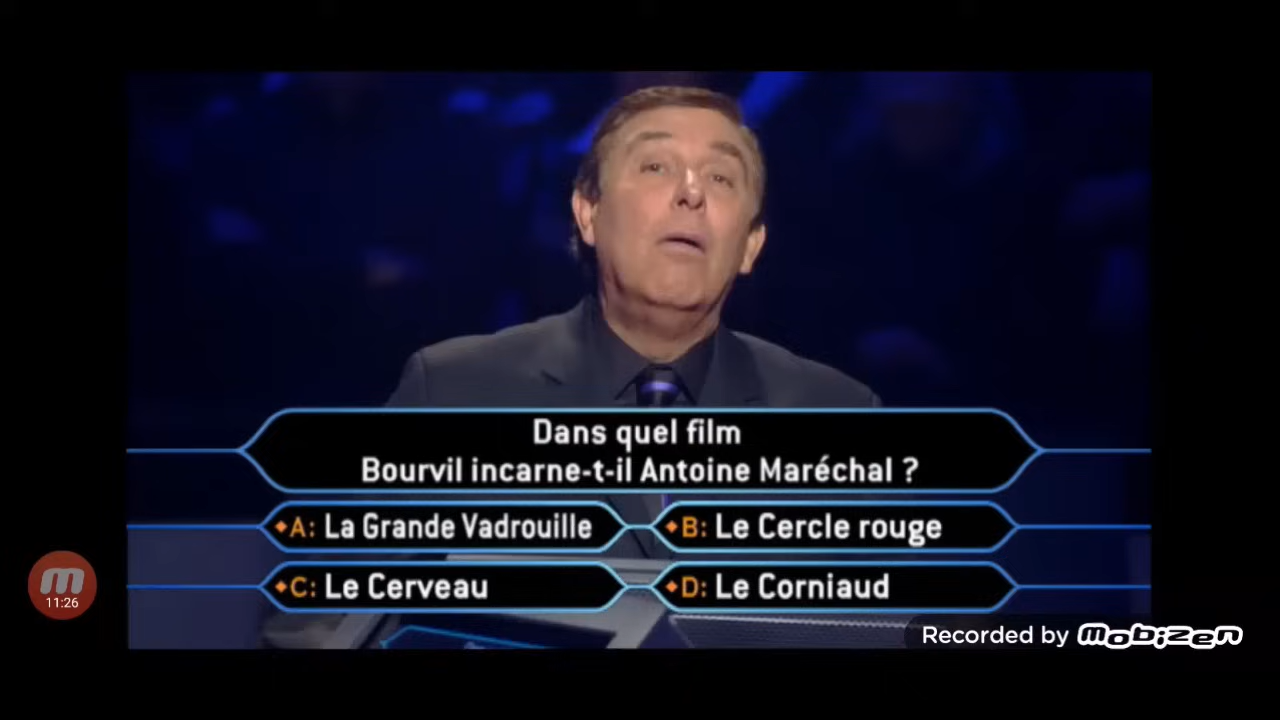 Dans quel film
Bourvil incarne-t-il Antoine Maréchal ?
A: La Grande Vadrouille
B: Le Cercle rouge
C: Le Cerveau
D: Le Corniaud
11:26
Recorded by mobizen